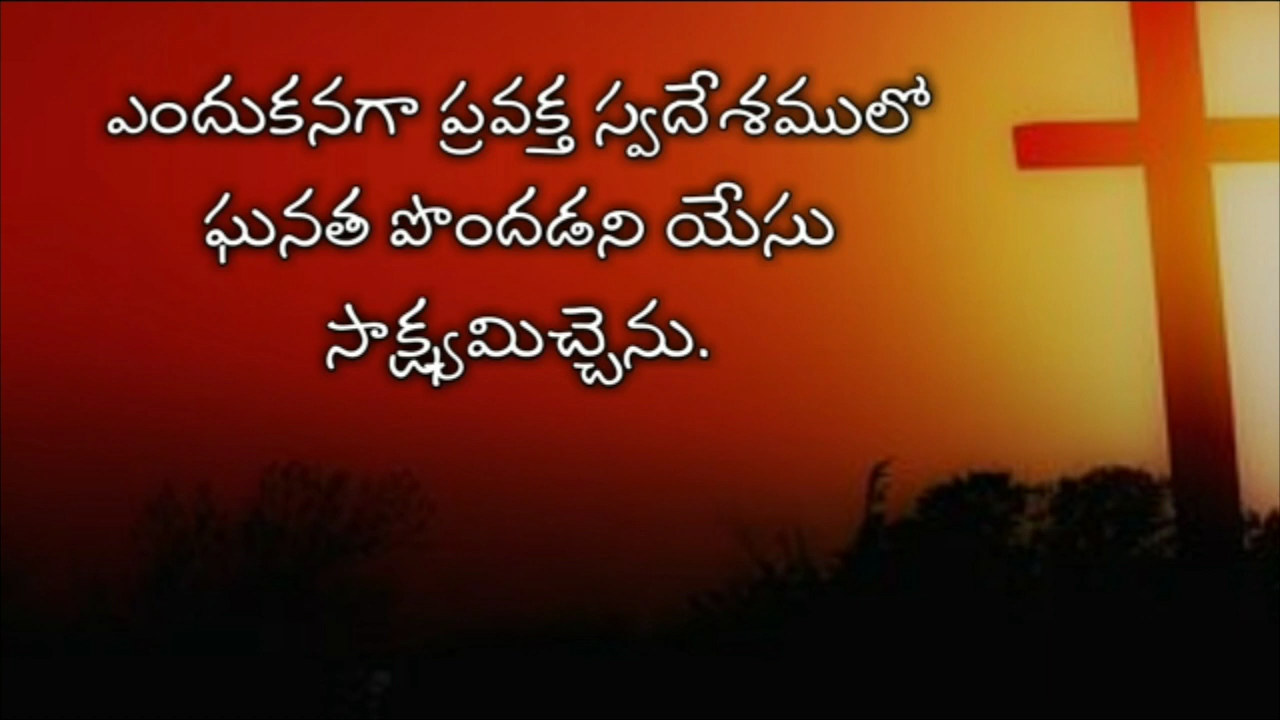 ఎందుకనగా ప్రవక్త స్వదేశములో
ఘనత పొందడని యేసు
సాక్ష్యమిచ్చెను.